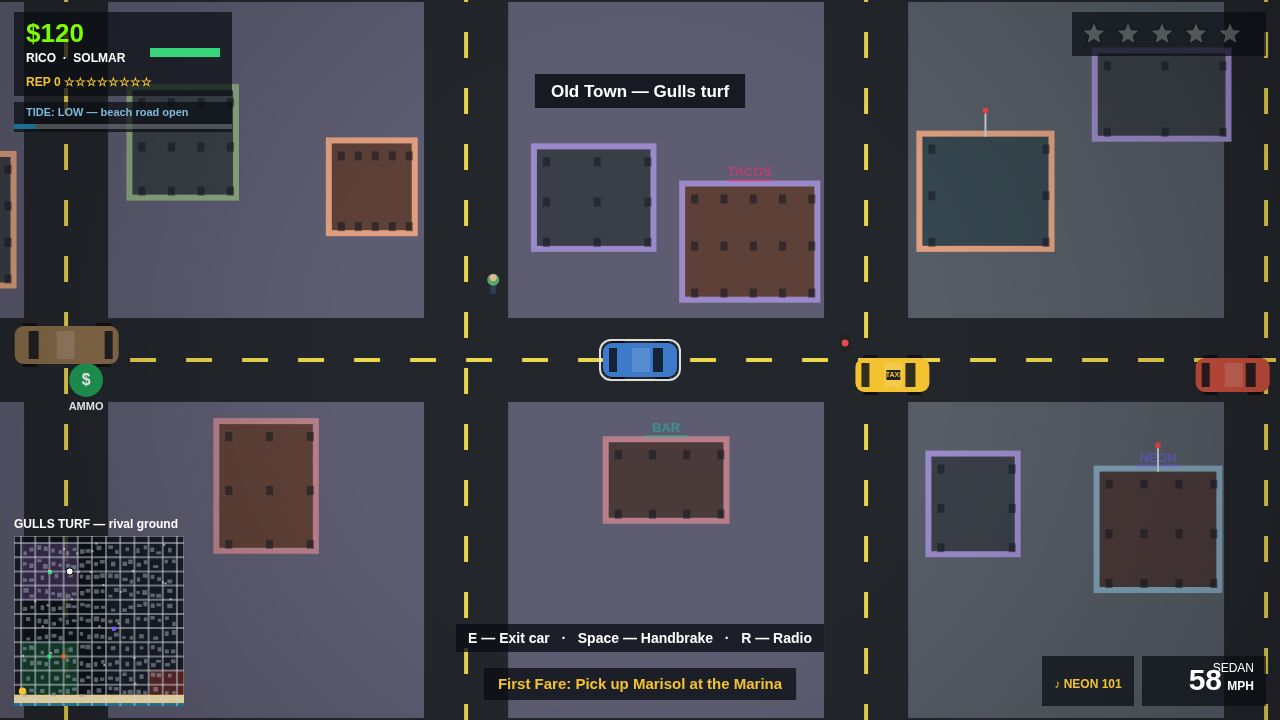 $120
RICO · SOLMAR
REP 0 ☆☆☆☆☆☆☆☆
TIDE: LOW — beach road open
Old Town — Gulls turf
TACOS
TAXI
$
AMMO
BAR
NEON
GULLS TURF — rival ground
E — Exit car · Space — Handbrake · R — Radio
First Fare: Pick up Marisol at the Marina
♪ NEON 101
SEDAN
58 MPH